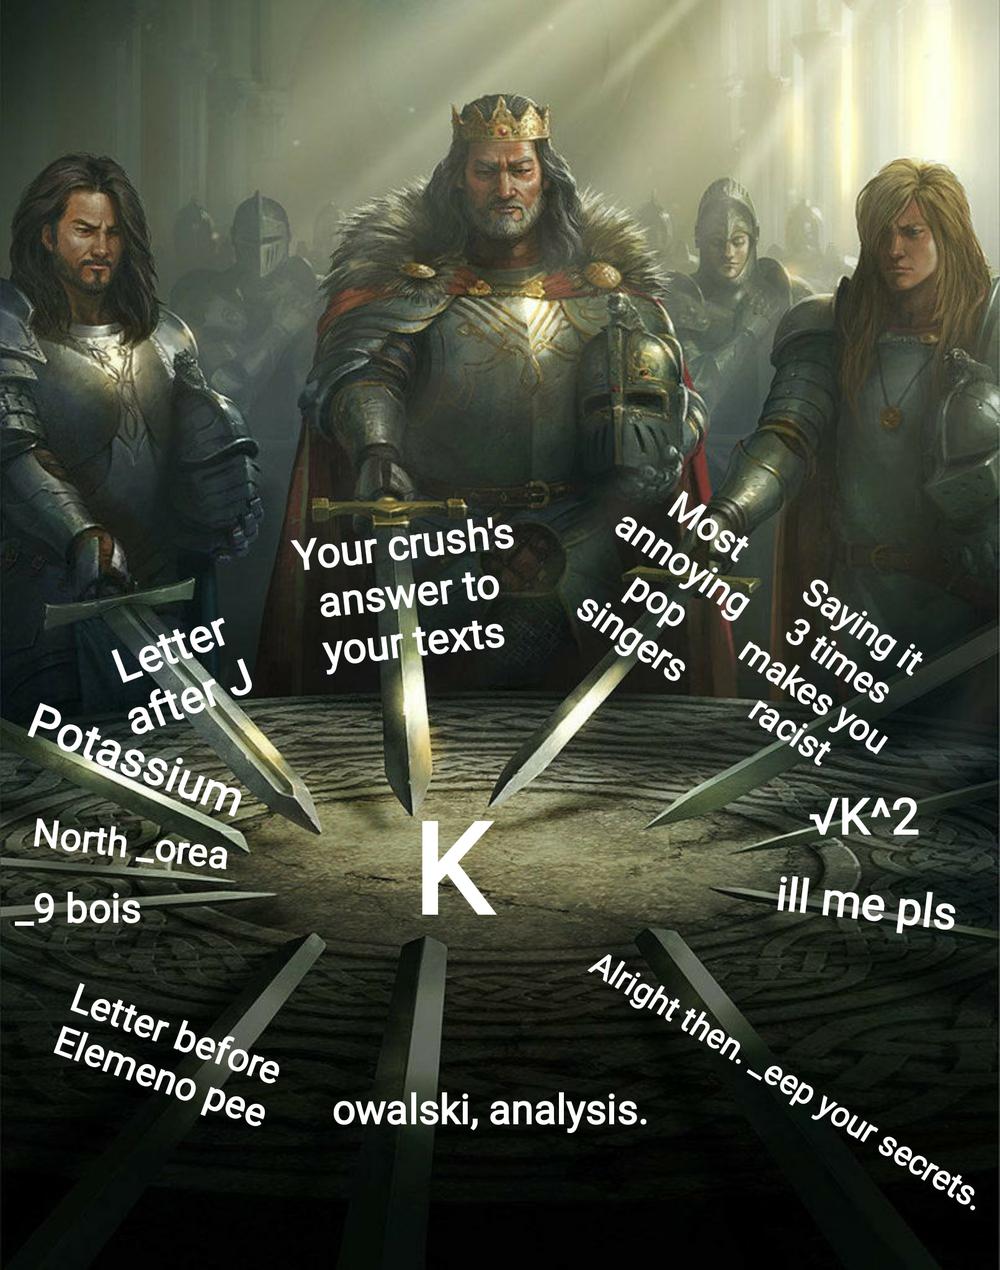 Your crush's
answer to
your texts
Most
annoying
pop
singers
Saying it
3 times
makes you
racist
Letter
after J
Potassium
North _orea
_9 bois
K
√K^2
ill me pls
Letter before
Elemeno pee
owalski, analysis.
Alright then. _eep your secrets.